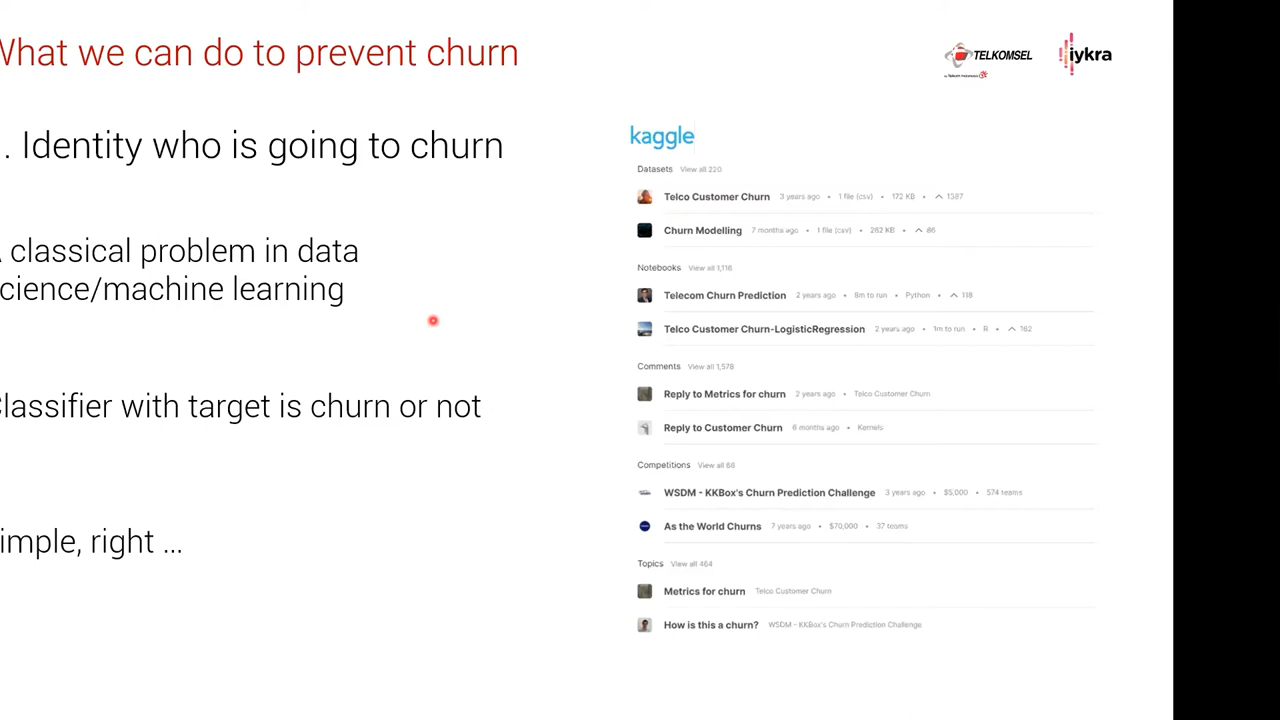 What we can do to prevent churn
TELKOMSEL
by Telkom Indonesia
iykra
. Identity who is going to churn
classical problem in data
cience/machine learning
lassifier with target is churn or not
imple, right ...
kaggle
Datasets View all 220
Telco Customer Churn 3 years ago • 1 file (csv) • 172 KB • 1387
Churn Modelling 7 months ago • 1 file (csv) • 262 KB • 86
Notebooks View all 1,116
Telecom Churn Prediction 2 years ago • 8m to run • Python • 118
Telco Customer Churn-LogisticRegression 2 years ago • 1m to run • R • 162
Comments View all 1,578
Reply to Metrics for churn 2 years ago • Telco Customer Churn
Reply to Customer Churn 6 months ago • Kernels
Competitions View all 68
WSDM - KKBox's Churn Prediction Challenge 3 years ago • $5,000 • 574 teams
As the World Churns 7 years ago • $70,000 • 37 teams
Topics View all 464
Metrics for churn Telco Customer Churn
How is this a churn? WSDM - KKBox's Churn Prediction Challenge